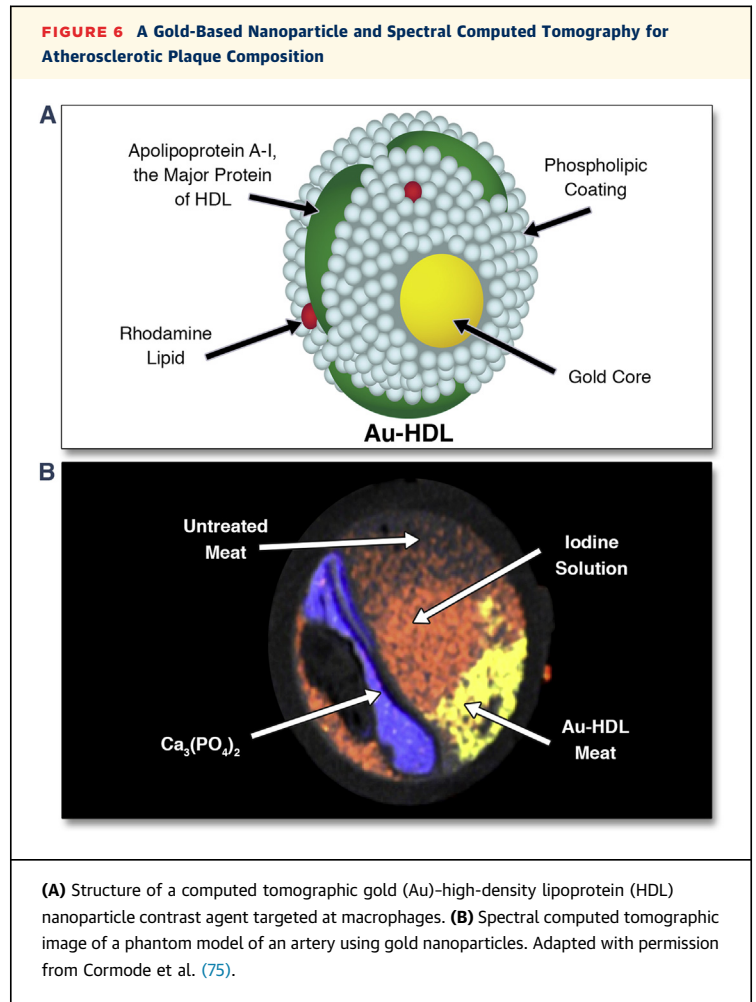 FIGURE 6 A Gold-Based Nanoparticle and Spectral Computed Tomography for
Atherosclerotic Plaque Composition
A
Apolipoprotein A-I,
the Major Protein
of HDL
Phospholipic
Coating
Rhodamine
Lipid
Gold Core
Au-HDL
B
Untreated
Meat
Iodine
Solution
Ca₃(PO₄)₂
Au-HDL
Meat
(A) Structure of a computed tomographic gold (Au)–high-density lipoprotein (HDL)
nanoparticle contrast agent targeted at macrophages. (B) Spectral computed tomographic
image of a phantom model of an artery using gold nanoparticles. Adapted with permission
from Cormode et al. (75).